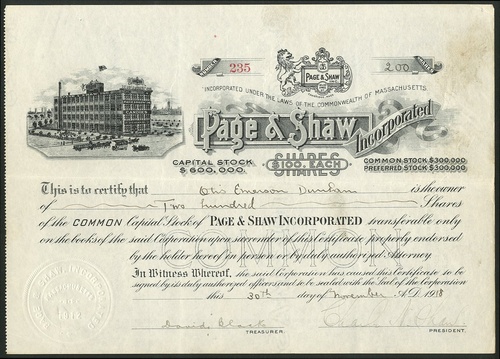 NUMBER 235
PAGE & SHAW
200 SHARES
INCORPORATED UNDER THE LAWS OF THE COMMONWEALTH OF MASSACHUSETTS
Page & Shaw Incorporated
CAPITAL STOCK $600,000.
SHARES $100. EACH
COMMON STOCK $300,000
PREFERRED STOCK $300,000.
This is to certify that Otis Emerson Dunham is the owner
of Two hundred Shares
of the COMMON Capital Stock of PAGE & SHAW INCORPORATED transferable only
on the books of the said Corporation upon surrender of this Certificate properly endorsed
by the holder hereof in person or by duly authorized Attorney.
COMMON
In Witness Whereof, the said Corporation has caused this Certificate to be
signed by its duly authorized officers and to be sealed with the Seal of the Corporation
this 30th day of November A.D. 1918
David Black
TREASURER.
PRESIDENT.